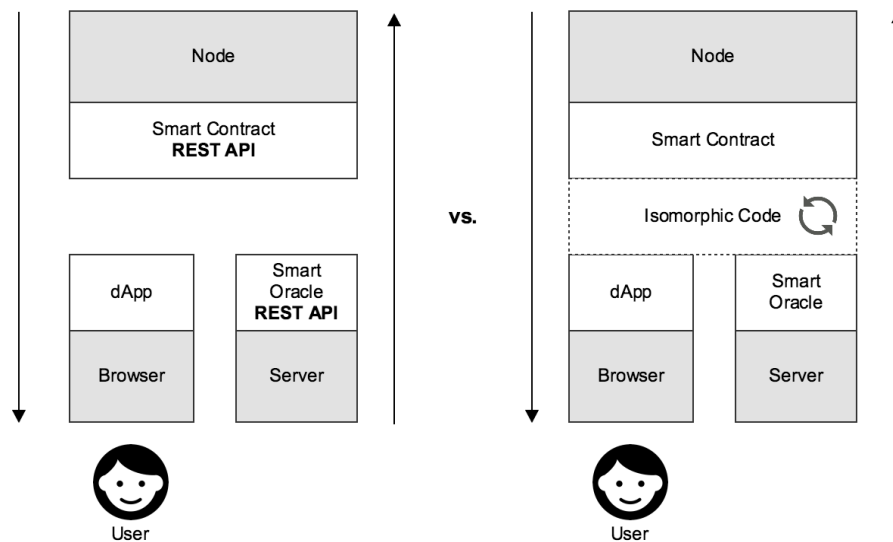 Node
Smart Contract
REST API
dApp
Smart
Oracle
REST API
Browser
Server
User
vs.
Node
Smart Contract
Isomorphic Code
dApp
Smart
Oracle
Browser
Server
User